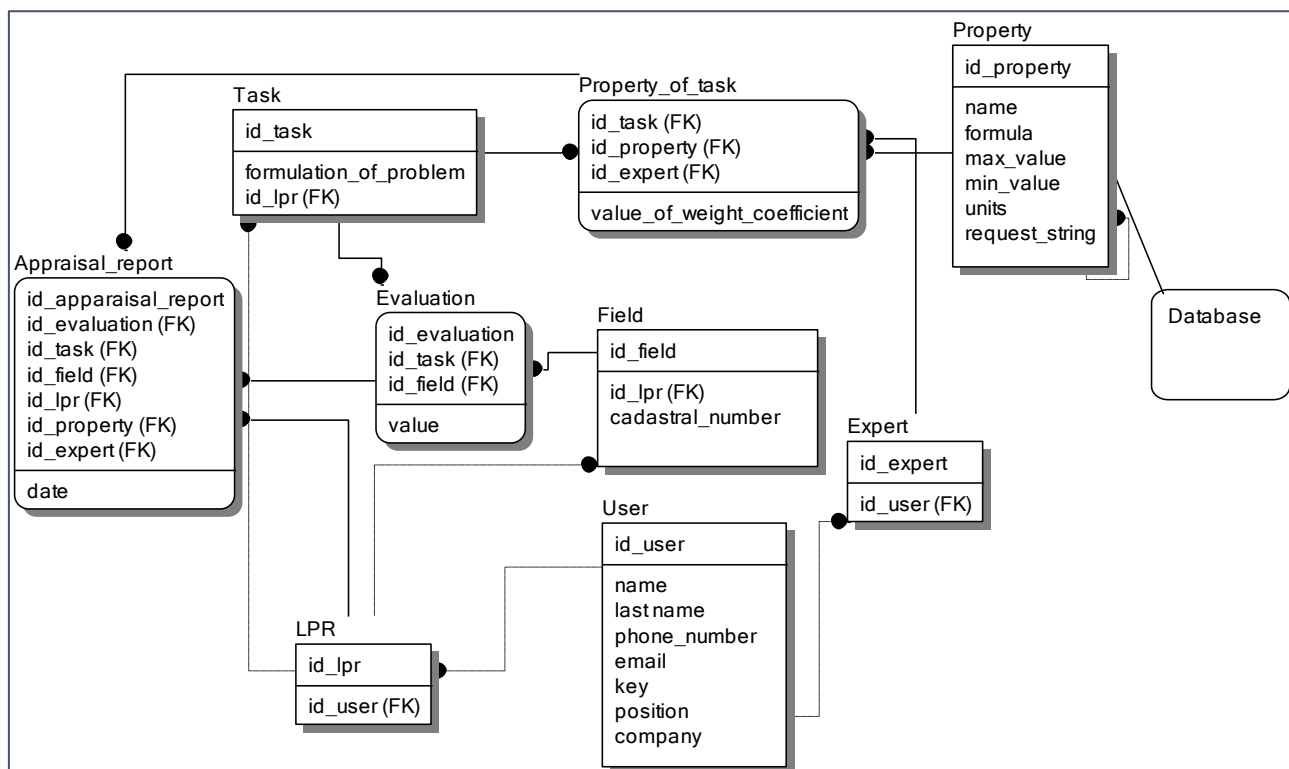 Property
id_property
name
formula
max_value
min_value
units
request_string
Property_of_task
id_task (FK)
id_property (FK)
id_expert (FK)
value_of_weight_coefficient
Task
id_task
formulation_of_problem
id_lpr (FK)
Appraisal_report
id_apparaisal_report
id_evaluation (FK)
id_task (FK)
id_field (FK)
id_lpr (FK)
id_property (FK)
id_expert (FK)
date
Evaluation
id_evaluation
id_task (FK)
id_field (FK)
value
Field
id_field
id_lpr (FK)
cadastral_number
Database
Expert
id_expert
id_user (FK)
User
id_user
name
last name
phone_number
email
key
position
company
LPR
id_lpr
id_user (FK)